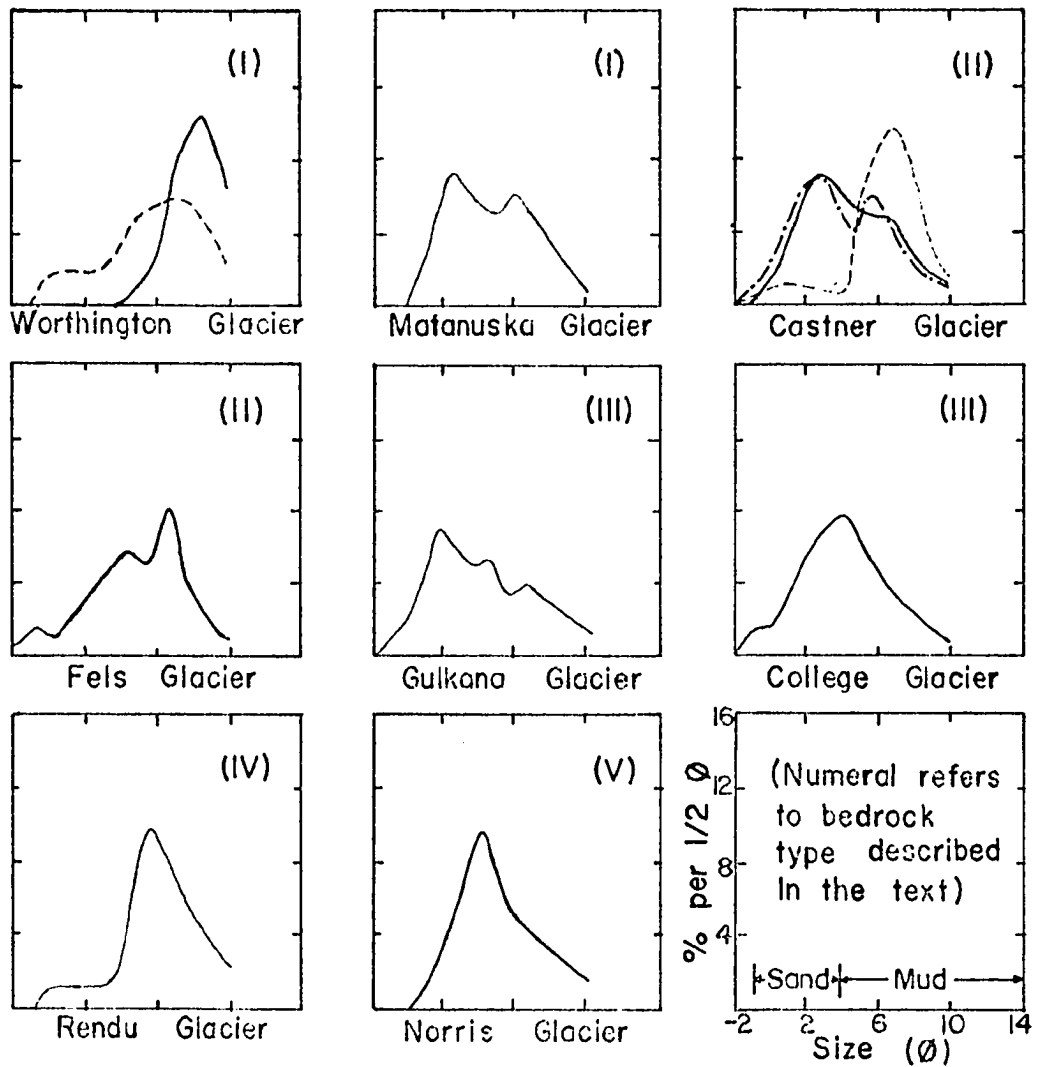 (I)
Worthington Glacier
(I)
Matanuska Glacier
(II)
Castner Glacier
(II)
Fels Glacier
(III)
Gulkana Glacier
(III)
College Glacier
(IV)
Rendu Glacier
(V)
Norris Glacier
% per 1/2 Ø
16
12
8
4
(Numeral refers
to bedrock
type described
In the text)
Sand Mud
-2 2 6 10 14
Size (Ø)